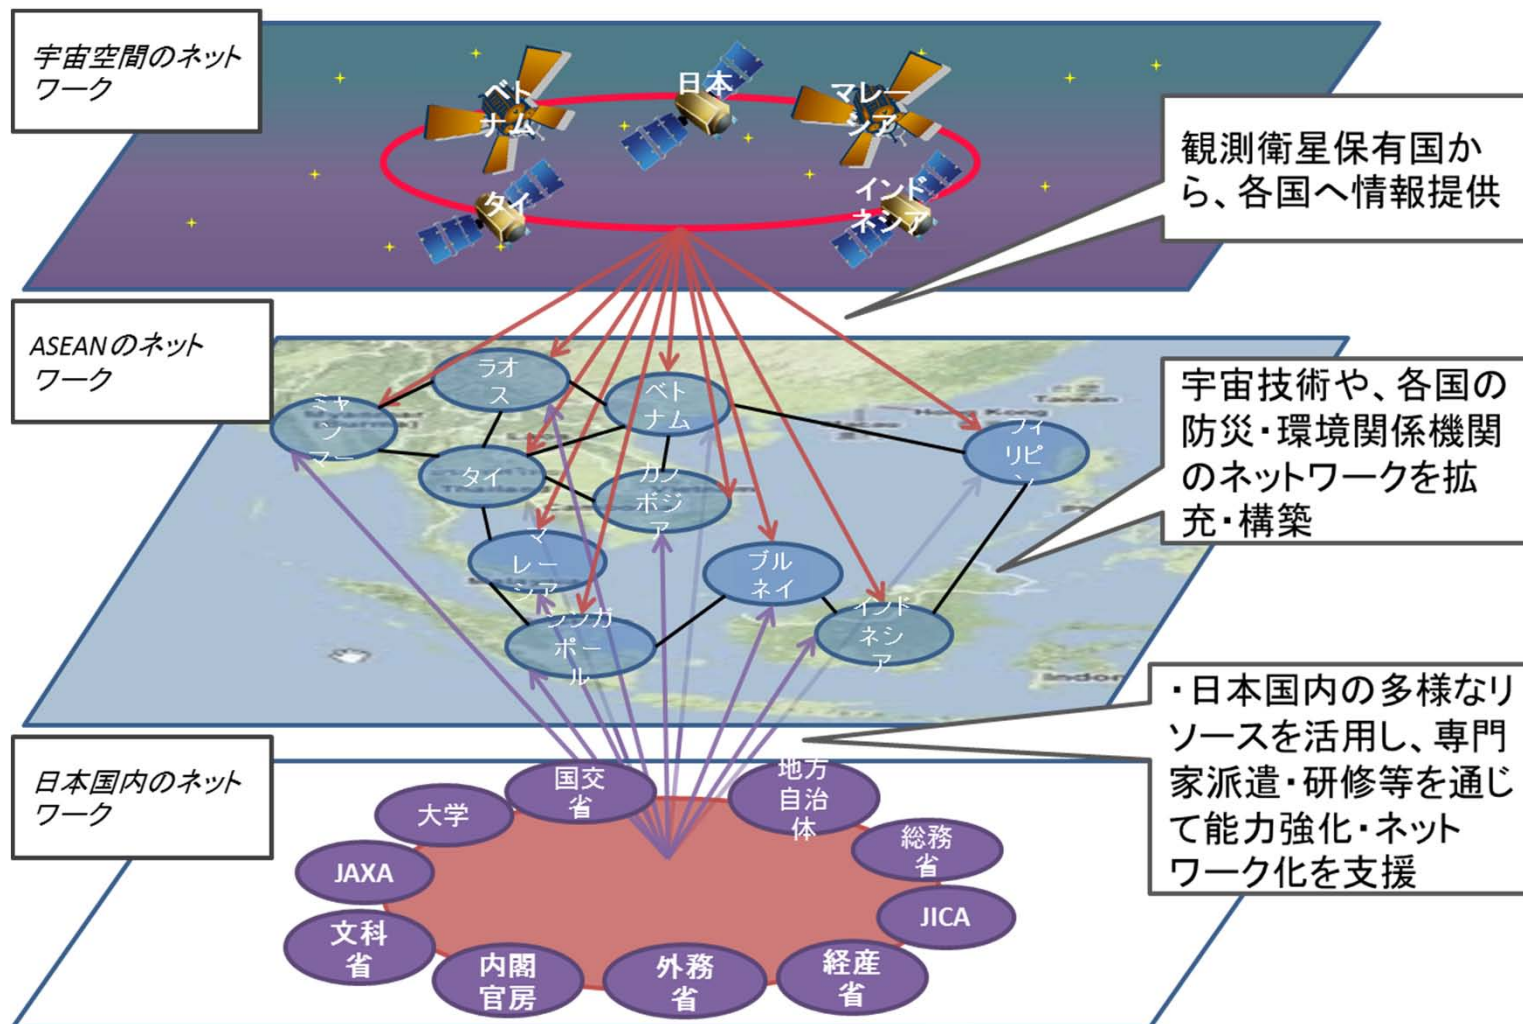 宇宙空間のネット
ワーク
ベト
ナム
日本
マレー
シア
タイ
インド
ネシア
観測衛星保有国か
ら、各国へ情報提供
ASEANのネット
ワーク
ラオ
ス
ベト
ナム
ミャ
ン
マー
フィ
リピ
ン
タイ
カン
ボジ
ア
マ
レー
シア
ブル
ネイ
シンガ
ポー
ル
インド
ネシ
ア
Hong Kong
Taiwan
宇宙技術や、各国の
防災・環境関係機関
のネットワークを拡
充・構築
日本国内のネット
ワーク
・日本国内の多様なリ
ソースを活用し、専門
家派遣・研修等を通じ
て能力強化・ネット
ワーク化を支援
国交
省
地方
自治
体
大学
総務
省
JAXA
JICA
文科
省
内閣
官房
外務
省
経産
省